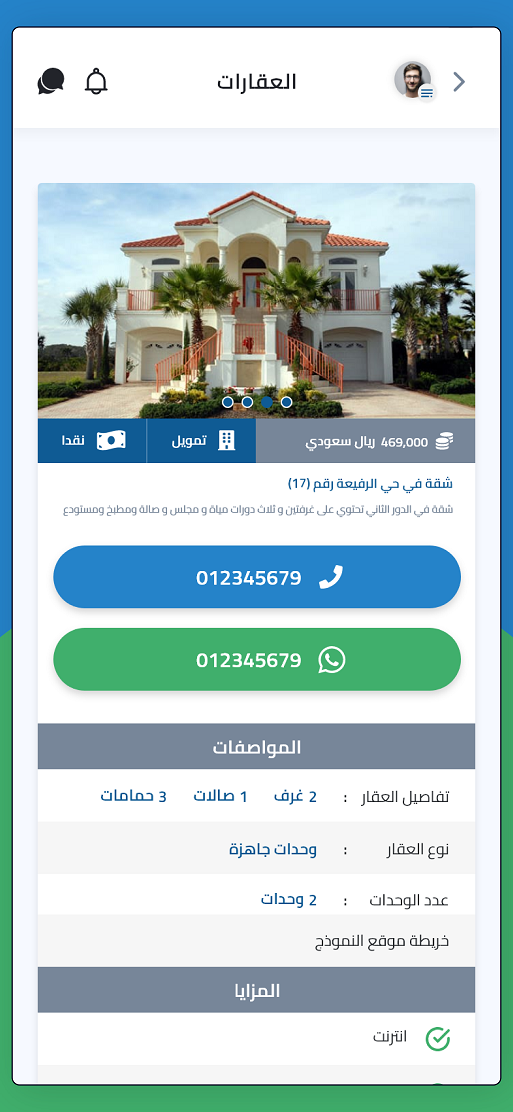 العقارات
469,000 ريال سعودي
تمويل
نقدا
شقة في حي الرفيعة رقم (17)
شقة في الدور الثاني تحتوي على غرفتين و ثلاث دورات مياة و مجلس و صالة ومطبخ ومستودع
012345679
012345679
المواصفات
تفاصيل العقار : 2 غرف 1 صالات 3 حمامات
نوع العقار : وحدات جاهزة
عدد الوحدات : 2 وحدات
خريطة موقع النموذج
المزايا
انترنت